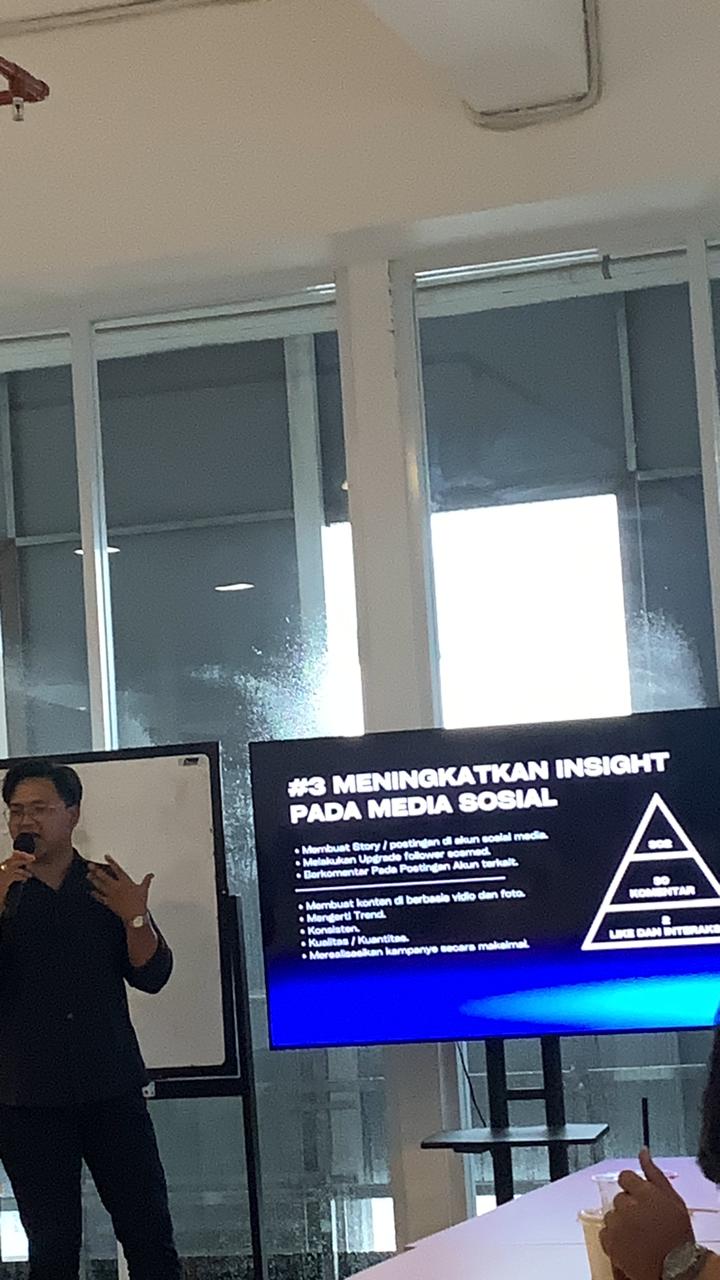 #3 MENINGKATKAN INSIGHT
PADA MEDIA SOSIAL
• Membuat Story / postingan di akun sosial media.
• Melakukan Upgrade follower sosmed.
• Berkomentar Pada Postingan Akun terkait.
• Membuat konten di berbasis vidio dan foto.
• Mengerti Trend.
• Konsisten.
• Kualitas / Kuantitas.
• Merealisasikan kampanye secara maksimal.
KOMENTAR
2
LIKE DAN INTERAKS